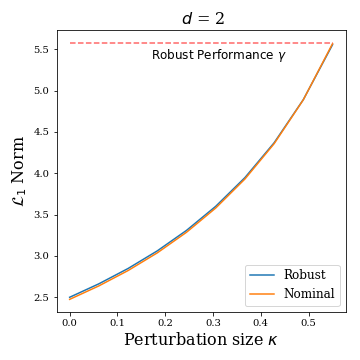 d = 2
Robust Performance γ
5.5
5.0
4.5
4.0
3.5
3.0
2.5
ℒ₁ Norm
Robust
Nominal
0.0 0.1 0.2 0.3 0.4 0.5
Perturbation size κ